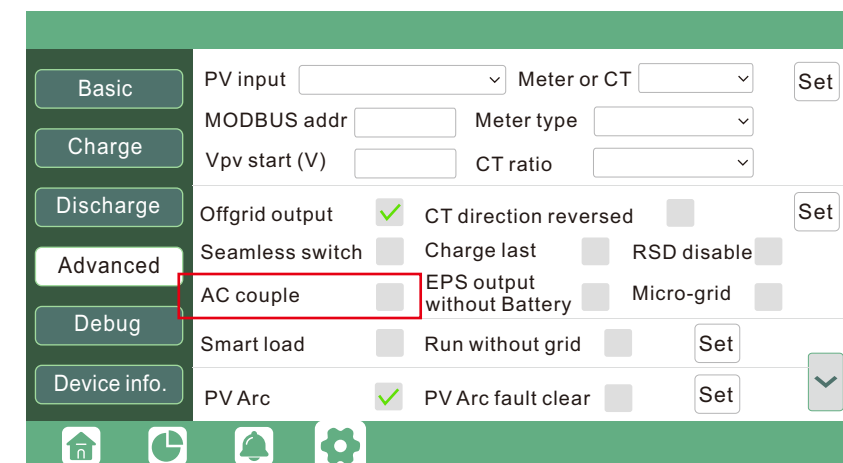 Basic
Charge
Discharge
Advanced
Debug
Device info.
PV input Meter or CT Set
MODBUS addr Meter type
Vpv start (V) CT ratio
Offgrid output CT direction reversed Set
Seamless switch Charge last RSD disable
AC couple EPS output without Battery Micro-grid
Smart load Run without grid Set
PV Arc PV Arc fault clear Set